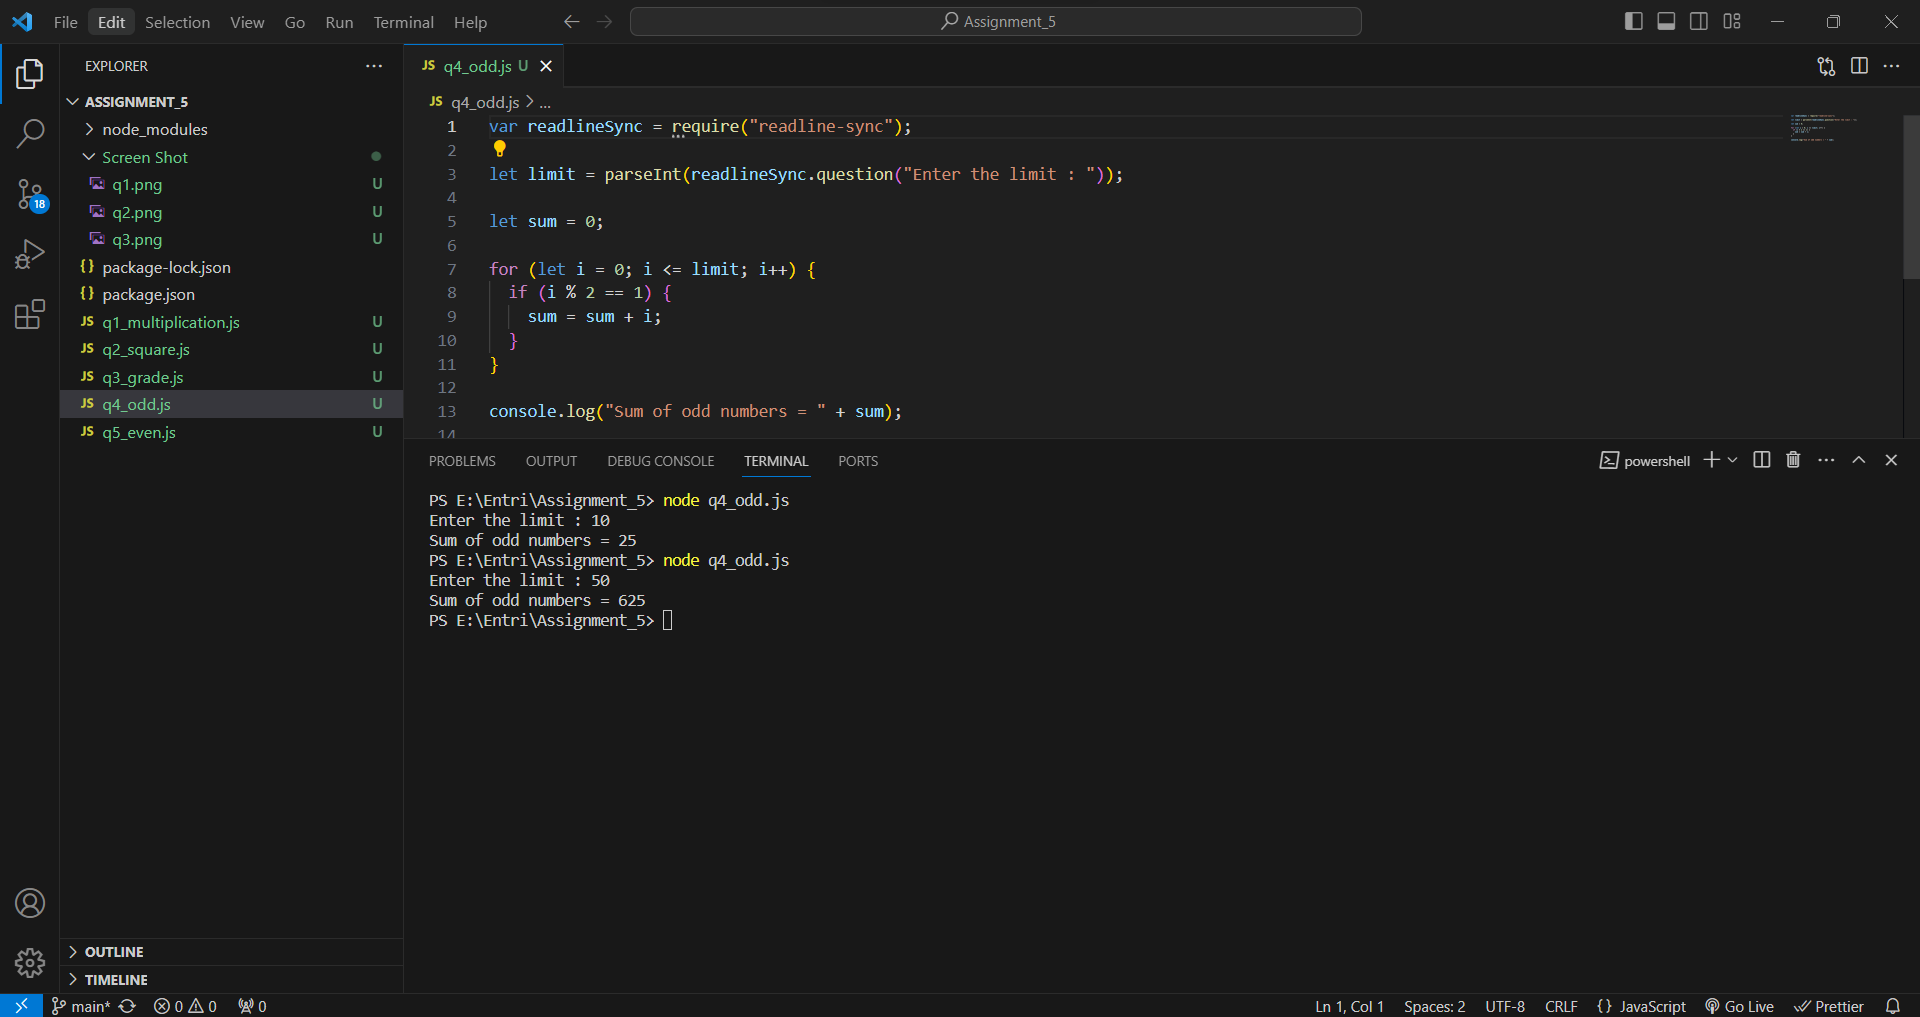 File Edit Selection View Go Run Terminal Help
Assignment_5
EXPLORER
ASSIGNMENT_5
node_modules
Screen Shot
q1.png U
q2.png U
q3.png U
package-lock.json
package.json
q1_multiplication.js U
q2_square.js U
q3_grade.js U
q4_odd.js U
q5_even.js U
OUTLINE
TIMELINE
18
JS q4_odd.js U
JS q4_odd.js > ...
1 var readlineSync = require("readline-sync");
2
3 let limit = parseInt(readlineSync.question("Enter the limit : "));
4
5 let sum = 0;
6
7 for (let i = 0; i <= limit; i++) {
8 if (i % 2 == 1) {
9 sum = sum + i;
10 }
11 }
12
13 console.log("Sum of odd numbers = " + sum);
14
PROBLEMS OUTPUT DEBUG CONSOLE TERMINAL PORTS
powershell
PS E:\Entri\Assignment_5> node q4_odd.js
Enter the limit : 10
Sum of odd numbers = 25
PS E:\Entri\Assignment_5> node q4_odd.js
Enter the limit : 50
Sum of odd numbers = 625
PS E:\Entri\Assignment_5>
main* 0 0 0
Ln 1, Col 1 Spaces: 2 UTF-8 CRLF {} JavaScript Go Live Prettier